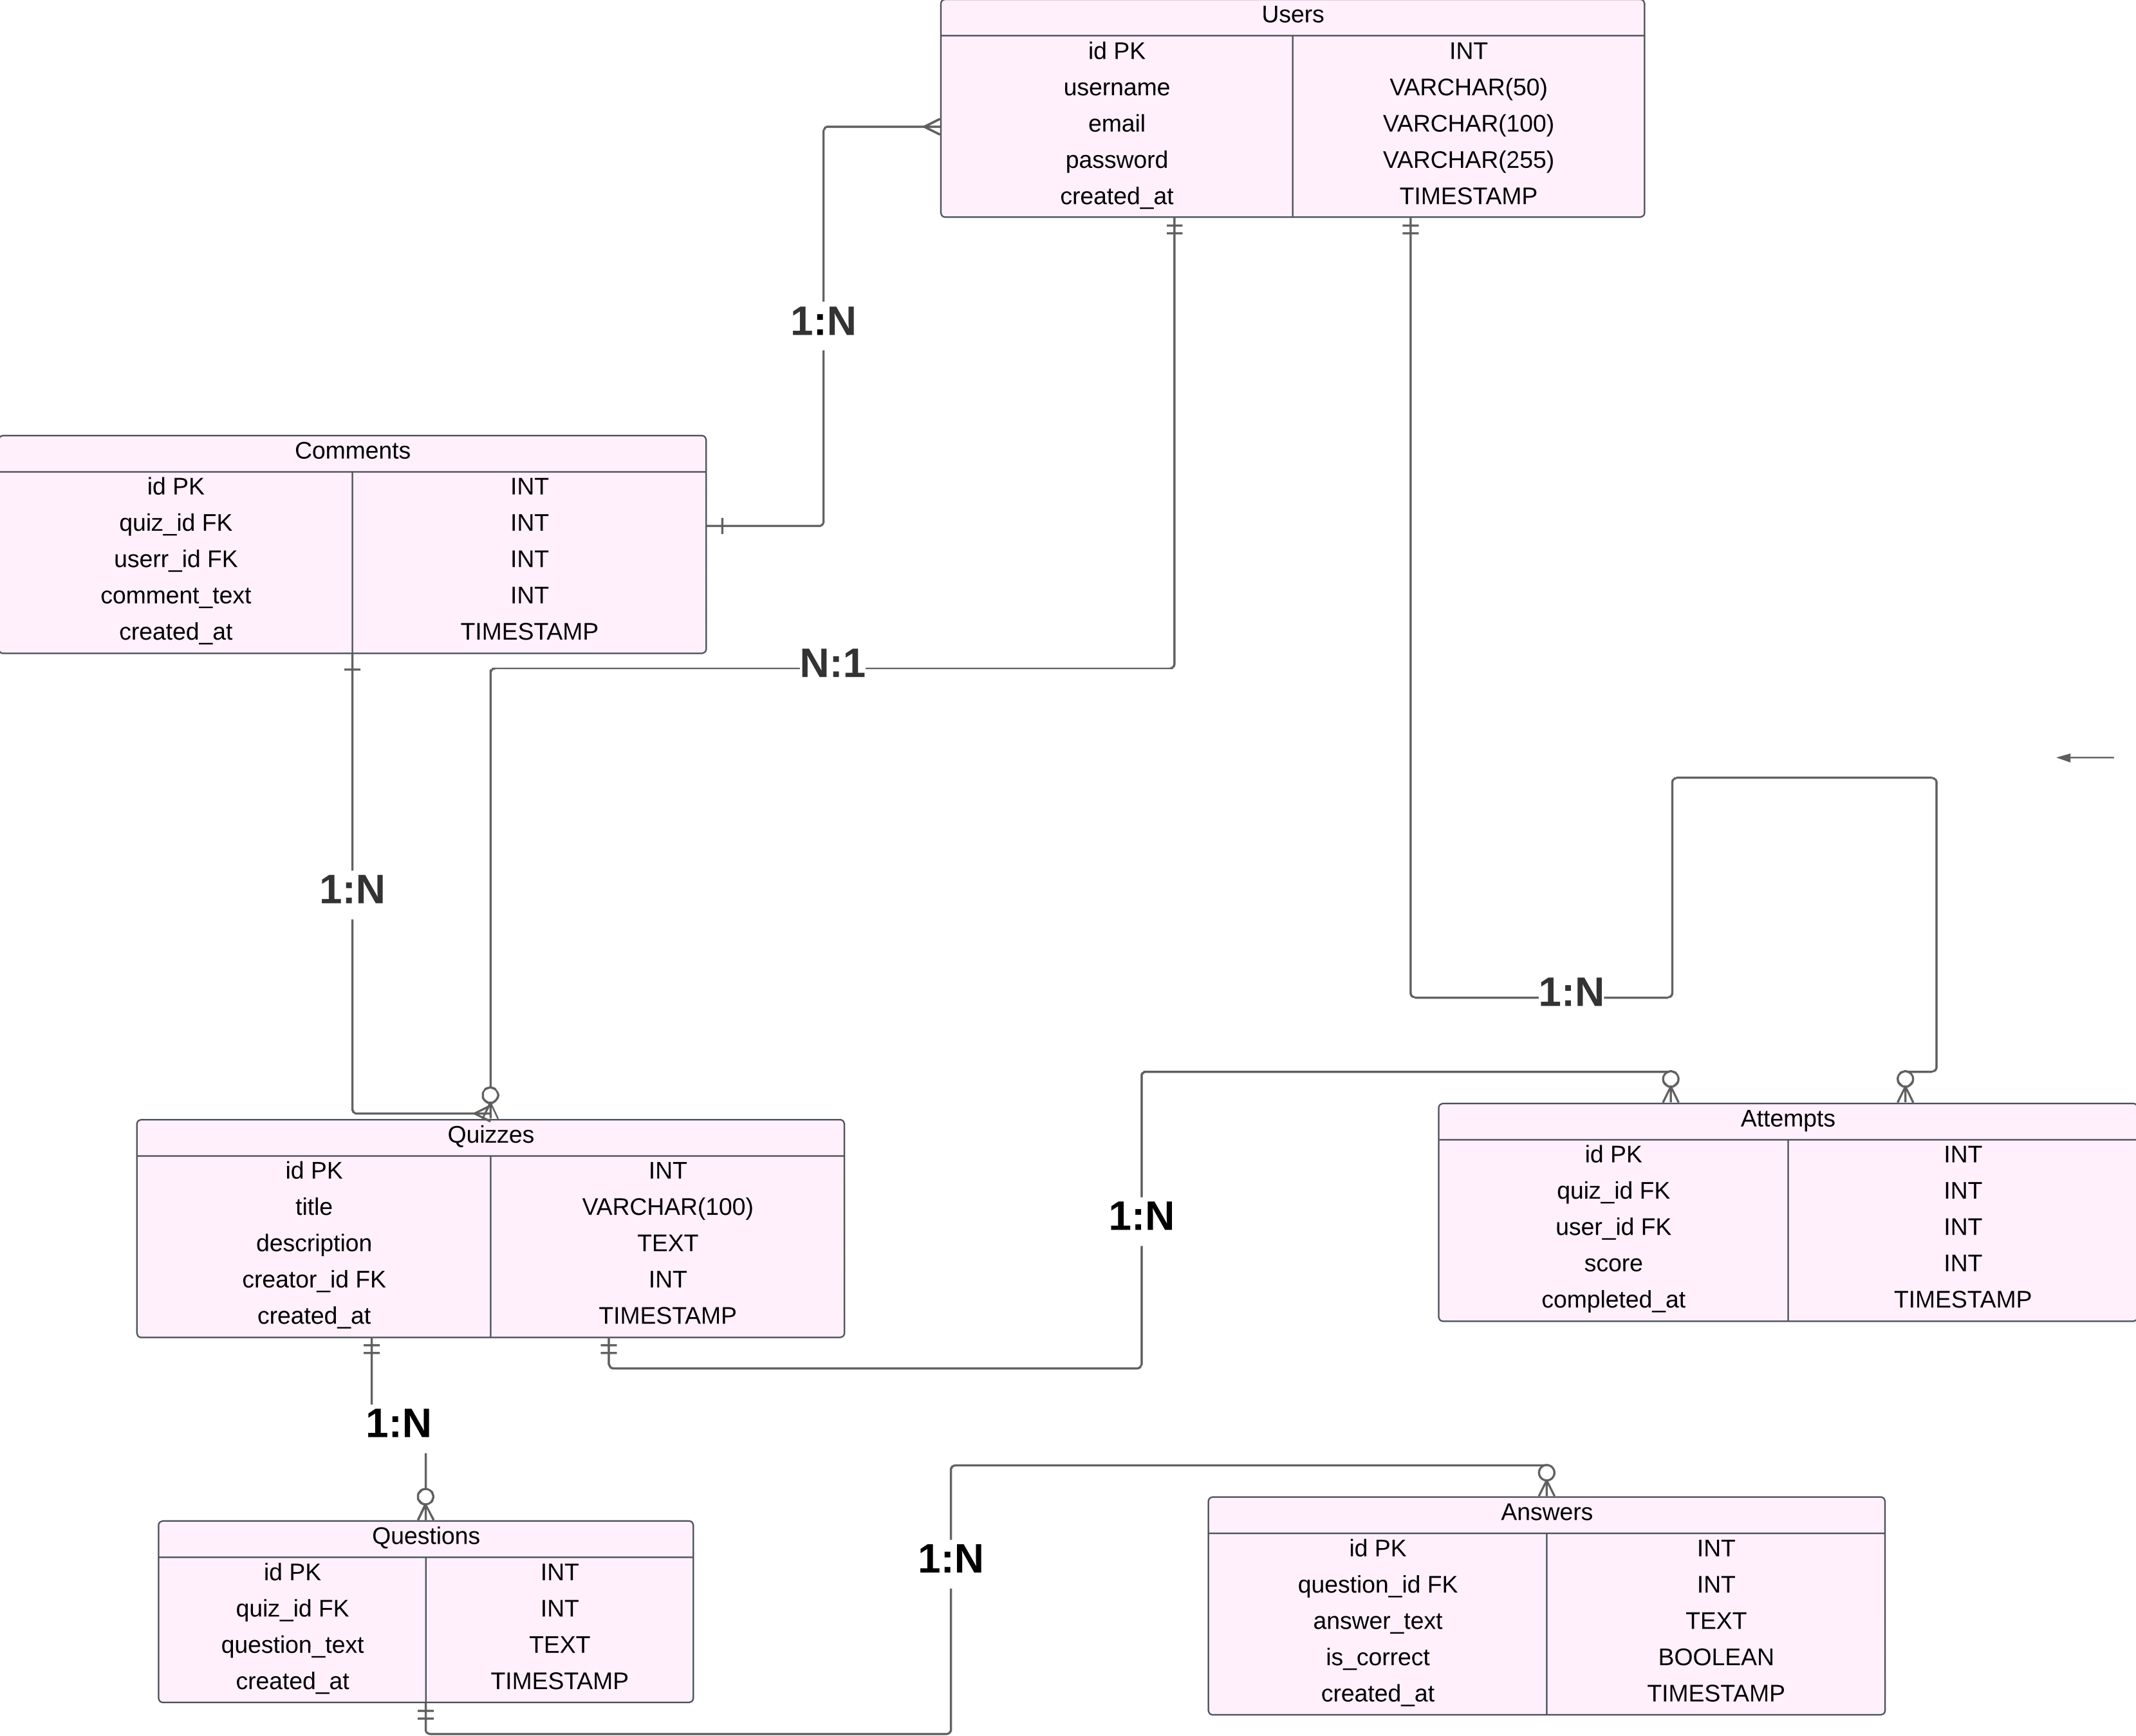 Users
id PK INT
username VARCHAR(50)
email VARCHAR(100)
password VARCHAR(255)
created_at TIMESTAMP
1:N
Comments
id PK INT
quiz_id FK INT
userr_id FK INT
comment_text INT
created_at TIMESTAMP
N:1
1:N
1:N
Quizzes
id PK INT
title VARCHAR(100)
description TEXT
creator_id FK INT
created_at TIMESTAMP
1:N
Attempts
id PK INT
quiz_id FK INT
user_id FK INT
score INT
completed_at TIMESTAMP
1:N
Questions
id PK INT
quiz_id FK INT
question_text TEXT
created_at TIMESTAMP
1:N
Answers
id PK INT
question_id FK INT
answer_text TEXT
is_correct BOOLEAN
created_at TIMESTAMP